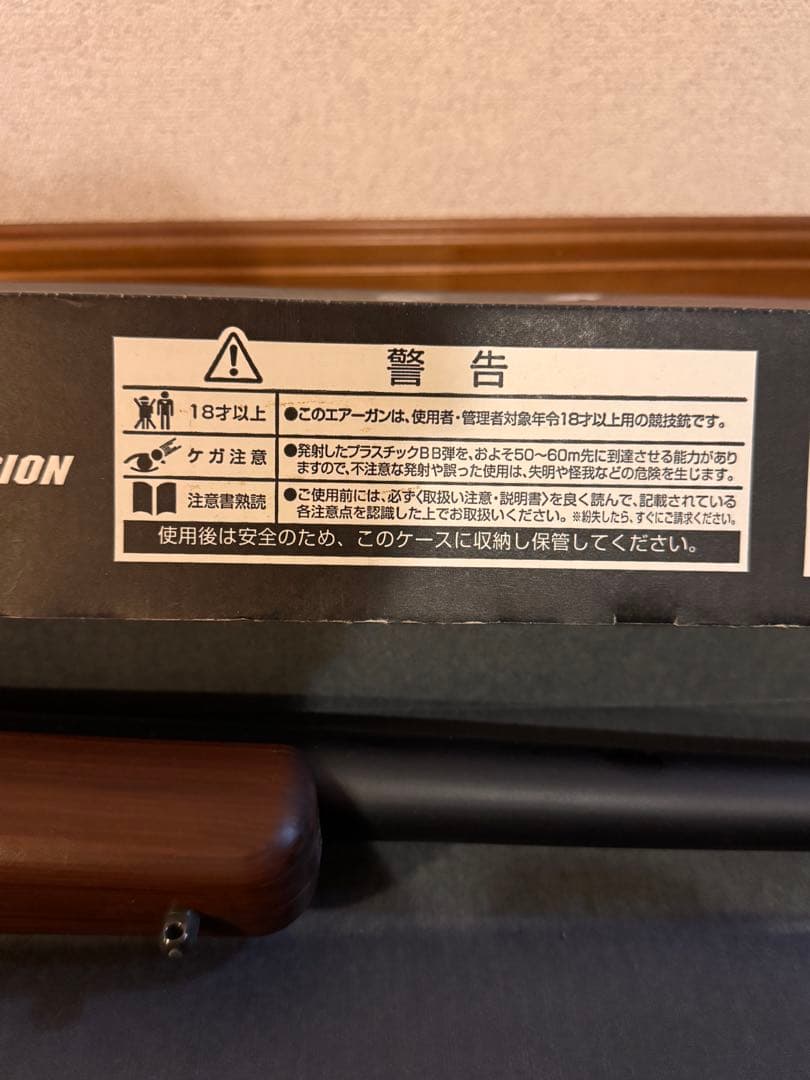 警告
18才以上
●このエアーガンは、使用者・管理者対象年令18才以上用の競技銃です。
ケガ注意
●発射したプラスチックBB弾を、およそ50〜60m先に到達させる能力があり
ますので、不注意な発射や誤った使用は、失明や怪我などの危険を生じます。
注意書熟読
●ご使用前には、必ず〈取扱い注意・説明書〉を良く読んで、記載されている
各注意点を認識した上でお取扱いください。※紛失したら、すぐにご請求ください。
使用後は安全のため、このケースに収納し保管してください。